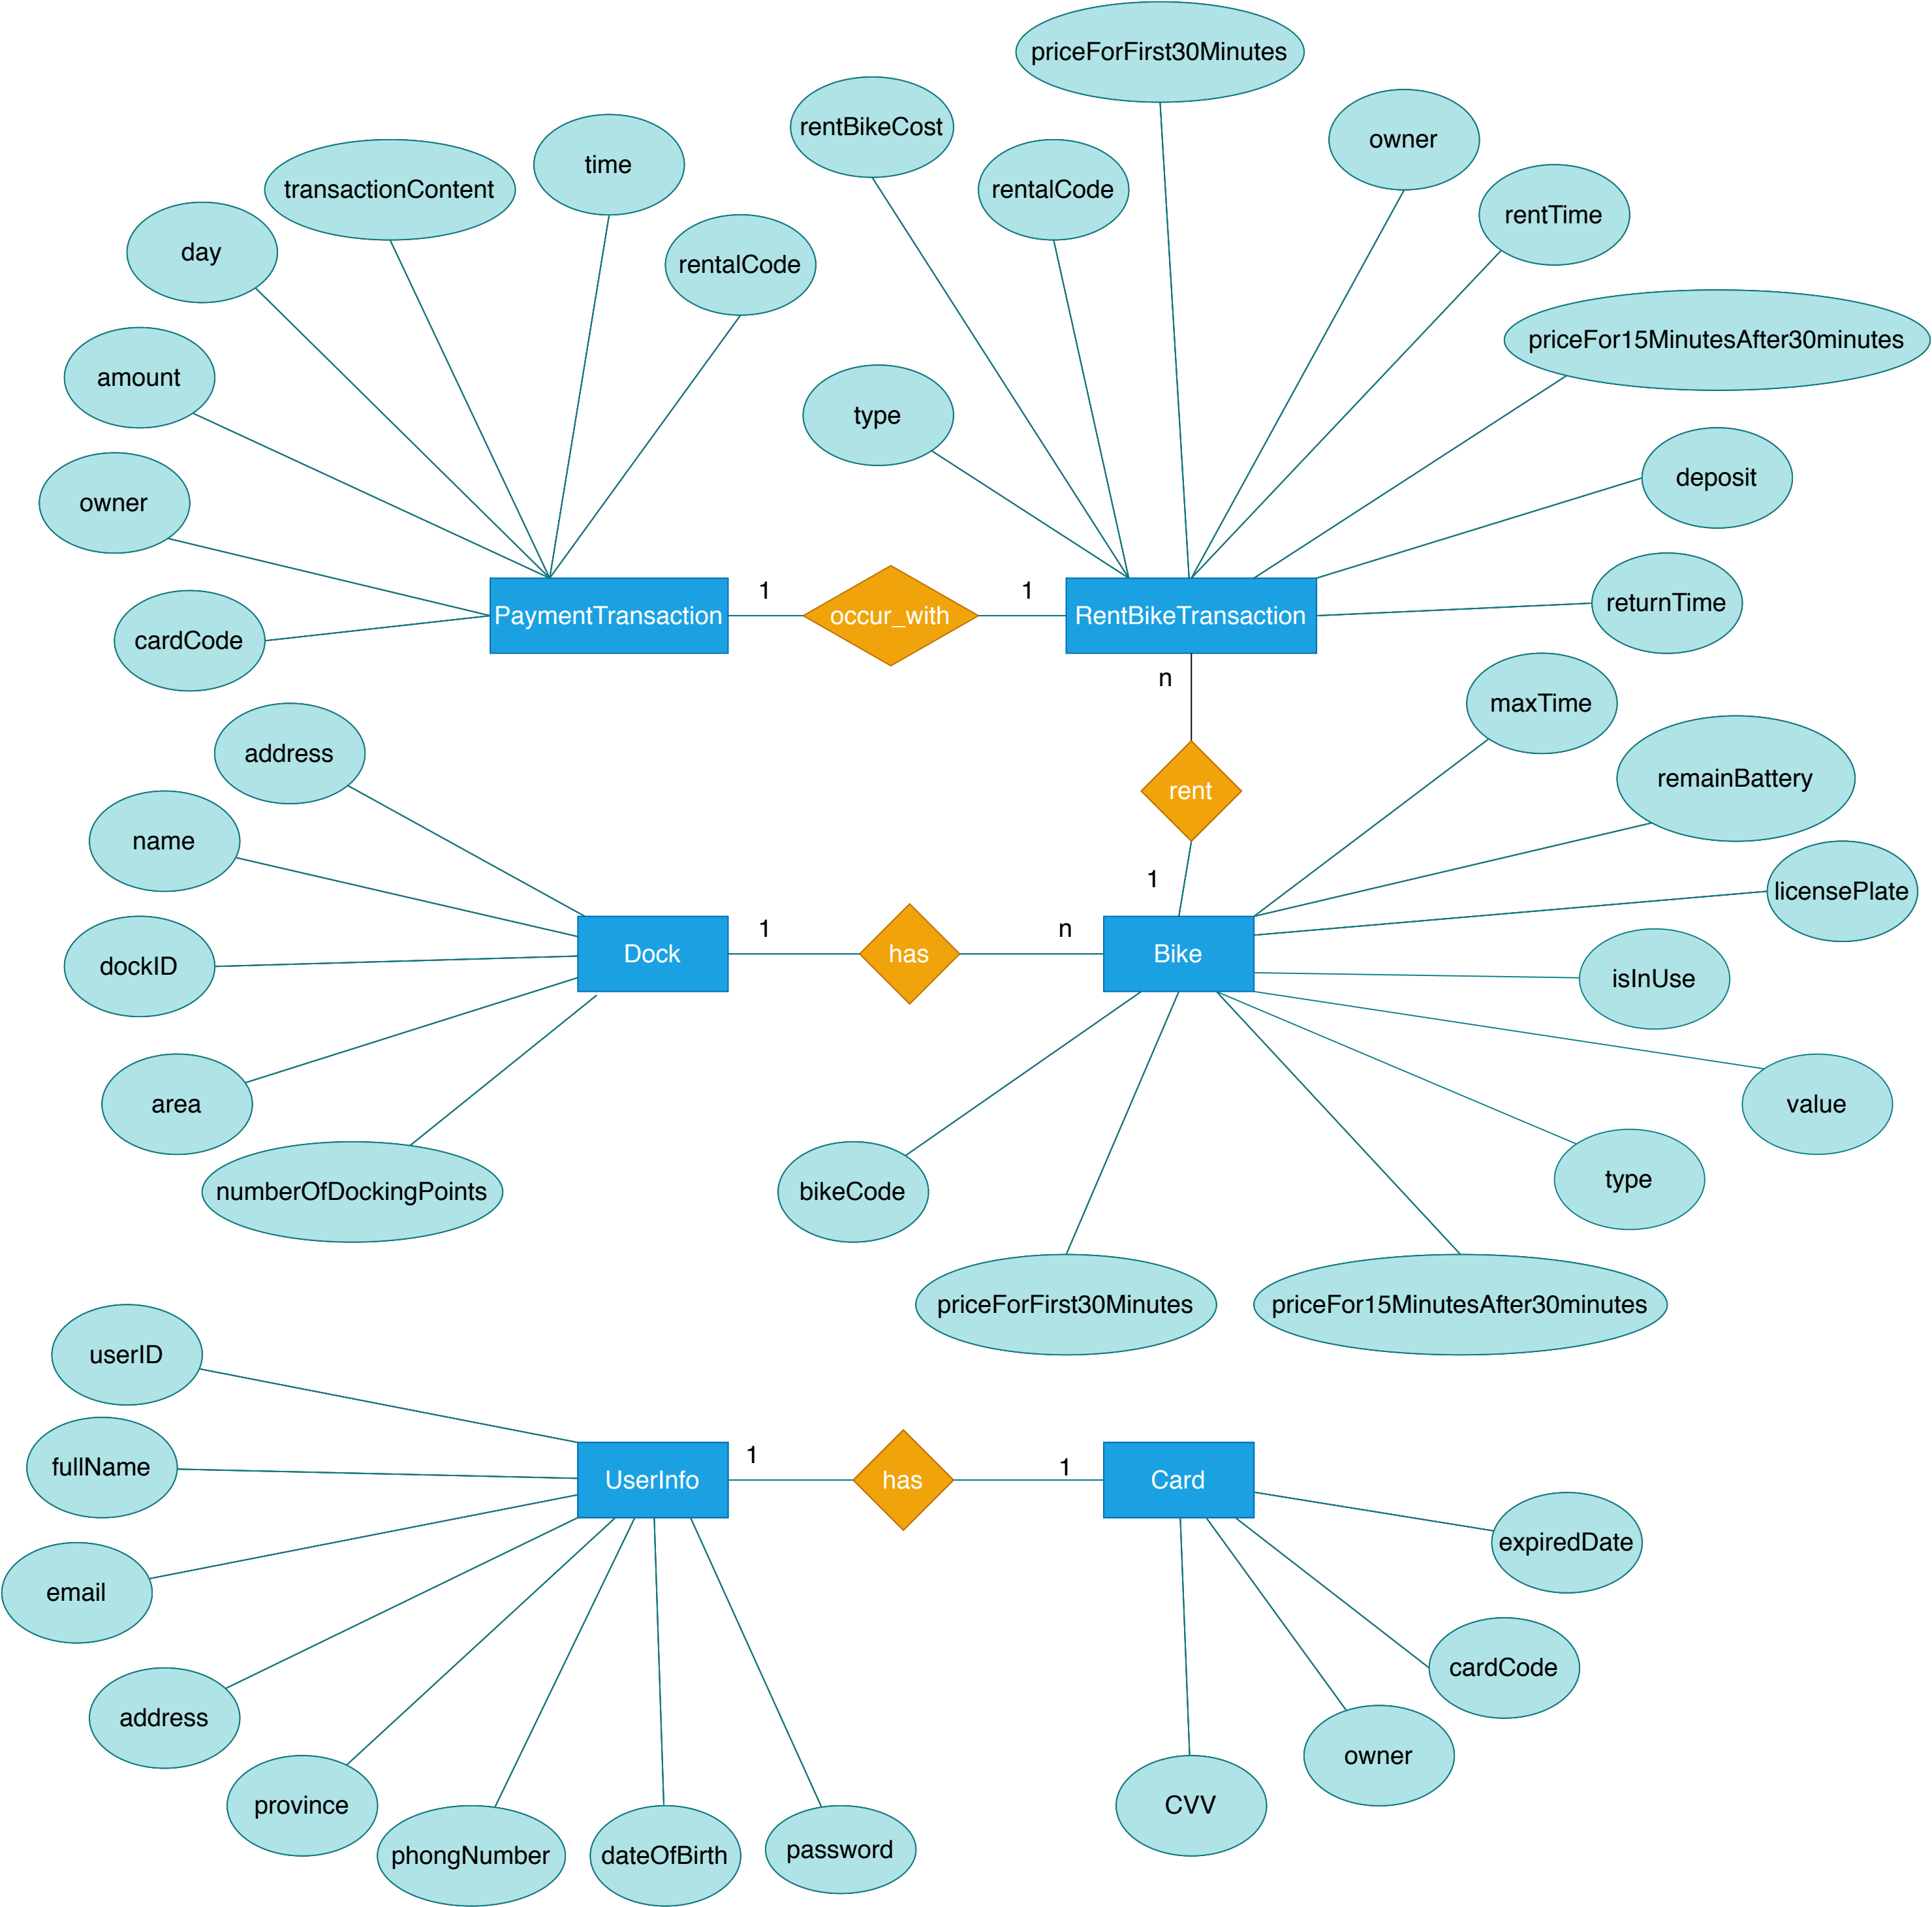 priceForFirst30Minutes
rentBikeCost
owner
time
transactionContent
rentalCode
rentTime
day
rentalCode
priceFor15MinutesAfter30minutes
amount
type
deposit
owner
1
1
returnTime
PaymentTransaction
occur_with
RentBikeTransaction
cardCode
n
maxTime
address
remainBattery
rent
name
1
licensePlate
1
n
Dock
has
Bike
dockID
isInUse
area
value
type
numberOfDockingPoints
bikeCode
priceForFirst30Minutes
priceFor15MinutesAfter30minutes
userID
1
1
fullName
UserInfo
has
Card
expiredDate
email
cardCode
address
owner
province
CVV
phongNumber
dateOfBirth
password